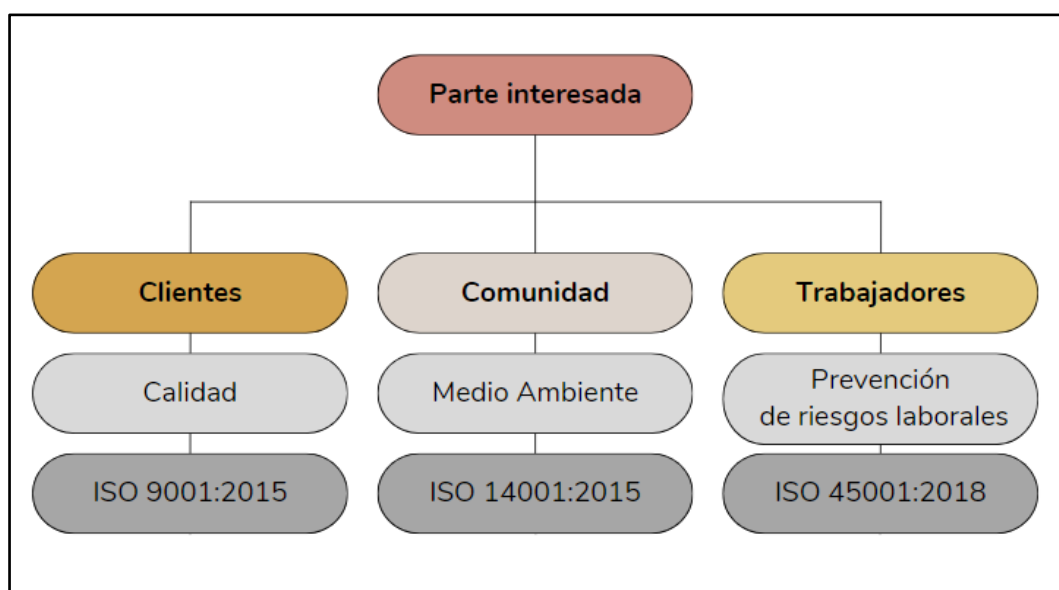 Parte interesada
Clientes
Comunidad
Trabajadores
Calidad
Medio Ambiente
Prevención
de riesgos laborales
ISO 9001:2015
ISO 14001:2015
ISO 45001:2018